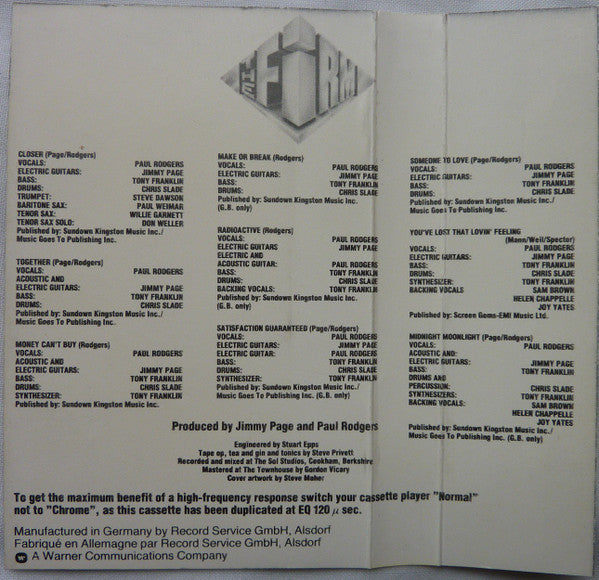 THE FIRM
CLOSER (Page/Rodgers)
VOCALS: PAUL RODGERS
ELECTRIC GUITARS: JIMMY PAGE
BASS: TONY FRANKLIN
DRUMS: CHRIS SLADE
TRUMPET: STEVE DAWSON
BARITONE SAX: PAUL WEIMAR
TENOR SAX: WILLIE GARNETT
TENOR SAX SOLO: DON WELLER
Published by: Sundown Kingston Music Inc./
Music Goes To Publishing Inc.
TOGETHER (Page/Rodgers)
VOCALS: PAUL RODGERS
ACOUSTIC AND
ELECTRIC GUITARS: JIMMY PAGE
BASS: TONY FRANKLIN
DRUMS: CHRIS SLADE
Published by: Sundown Kingston Music Inc./
Music Goes To Publishing Inc.
MONEY CAN'T BUY (Rodgers)
VOCALS: PAUL RODGERS
ACOUSTIC AND
ELECTRIC GUITARS: JIMMY PAGE
BASS: TONY FRANKLIN
DRUMS: CHRIS SLADE
SYNTHESIZER: TONY FRANKLIN
Published by: Sundown Kingston Music Inc.
MAKE OR BREAK (Rodgers)
VOCALS: PAUL RODGERS
ELECTRIC GUITARS: JIMMY PAGE
BASS: TONY FRANKLIN
DRUMS: CHRIS SLADE
Published by: Sundown Kingston Music Inc.
(G.B. only)
RADIOACTIVE (Rodgers)
VOCALS: PAUL RODGERS
ELECTRIC GUITARS JIMMY PAGE
ELECTRIC AND
ACOUSTIC GUITAR: PAUL RODGERS
BASS: TONY FRANKLIN
DRUMS: CHRIS SLADE
BACKING VOCALS: TONY FRANKLIN
Published by: Sundown Kingston Music Inc.
(G.B. only)
SATISFACTION GUARANTEED (Page/Rodgers)
VOCALS: PAUL RODGERS
ELECTRIC GUITARS: JIMMY PAGE
ELECTRIC GUITAR: PAUL RODGERS
BASS: TONY FRANKLIN
DRUMS: CHRIS SLADE
SYNTHESIZER: TONY FRANKLIN
Published by: Sundown Kingston Music Inc./
Music Goes To Publishing Inc. (G.B. only)
SOMEONE TO LOVE (Page/Rodgers)
VOCALS: PAUL RODGERS
ELECTRIC GUITARS: JIMMY PAGE
BASS: TONY FRANKLIN
DRUMS: CHRIS SLADE
Published by: Sundown Kingston Music Inc./
Music Goes To Publishing Inc.
YOU'VE LOST THAT LOVIN' FEELING
(Mann/Weil/Spector)
VOCALS: PAUL RODGERS
ELECTRIC GUITARS: JIMMY PAGE
BASS: TONY FRANKLIN
DRUMS: CHRIS SLADE
SYNTHESIZER: TONY FRANKLIN
BACKING VOCALS SAM BROWN
HELEN CHAPPELLE
JOY YATES
Published by: Screen Gems-EMI Music Ltd.
MIDNIGHT MOONLIGHT (Page/Rodgers)
VOCALS: PAUL RODGERS
ACOUSTIC AND:
ELECTRIC GUITARS: JIMMY PAGE
BASS: TONY FRANKLIN
DRUMS AND
PERCUSSION: CHRIS SLADE
SYNTHESIZERS: TONY FRANKLIN
BACKING VOCALS: SAM BROWN
HELEN CHAPPELLE
JOY YATES
Published by: Sundown Kingston Music Inc./
Music Goes To Publishing Inc. (G.B. only)
Produced by Jimmy Page and Paul Rodgers
Engineered by Stuart Epps
Tape op, tea and gin and tonics by Steve Privett
Recorded and mixed at The Sol Studios, Cookham, Berkshire
Mastered at The Townhouse by Gordon Vicary
Cover artwork by Steve Maher
To get the maximum benefit of a high-frequency response switch your cassette player "Normal"
not to "Chrome", as this cassette has been duplicated at EQ 120 μ sec.
Manufactured in Germany by Record Service GmbH, Alsdorf
Fabriqué en Allemagne par Record Service GmbH, Alsdorf
A Warner Communications Company